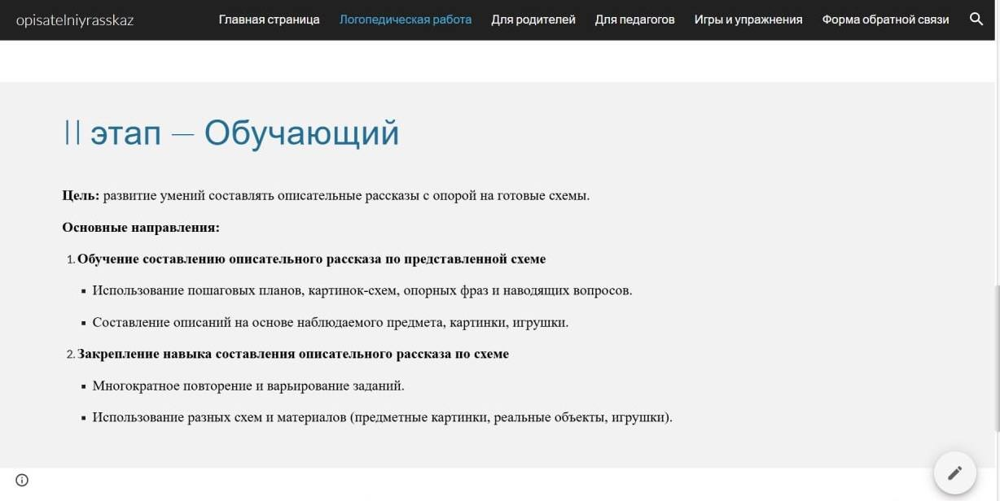 opisatelniyrasskaz Главная страница Логопедическая работа Для родителей Для педагогов Игры и упражнения Форма обратной связи
II этап — Обучающий
Цель: развитие умений составлять описательные рассказы с опорой на готовые схемы.
Основные направления:
1. Обучение составлению описательного рассказа по представленной схеме
▪ Использование пошаговых планов, картинок-схем, опорных фраз и наводящих вопросов.
▪ Составление описаний на основе наблюдаемого предмета, картинки, игрушки.
2. Закрепление навыка составления описательного рассказа по схеме
▪ Многократное повторение и варьирование заданий.
▪ Использование разных схем и материалов (предметные картинки, реальные объекты, игрушки).